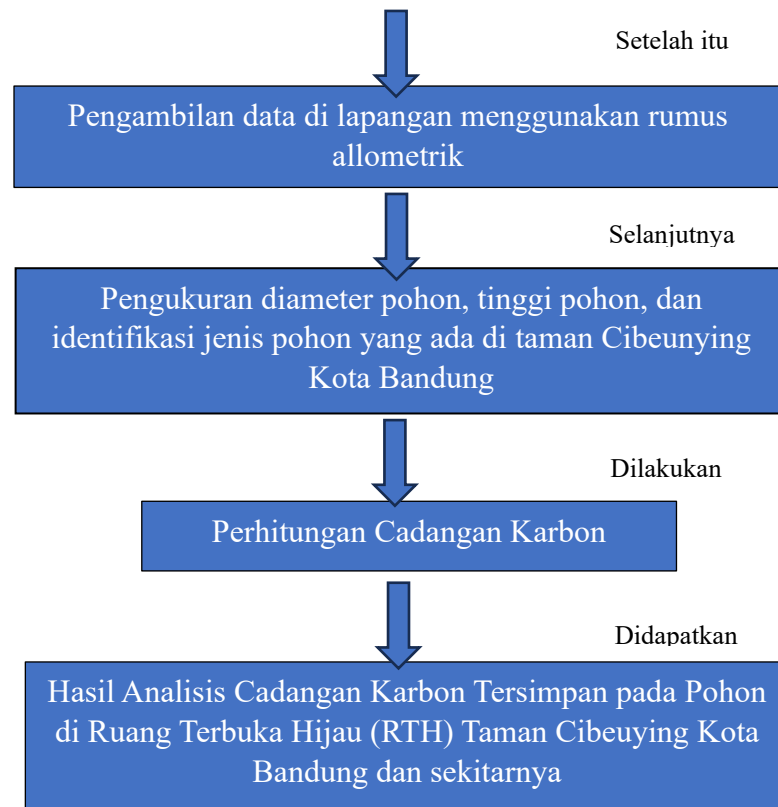 Setelah itu
Pengambilan data di lapangan menggunakan rumus
allometrik
Selanjutnya
Pengukuran diameter pohon, tinggi pohon, dan
identifikasi jenis pohon yang ada di taman Cibeunying
Kota Bandung
Dilakukan
Perhitungan Cadangan Karbon
Didapatkan
Hasil Analisis Cadangan Karbon Tersimpan pada Pohon
di Ruang Terbuka Hijau (RTH) Taman Cibeuying Kota
Bandung dan sekitarnya